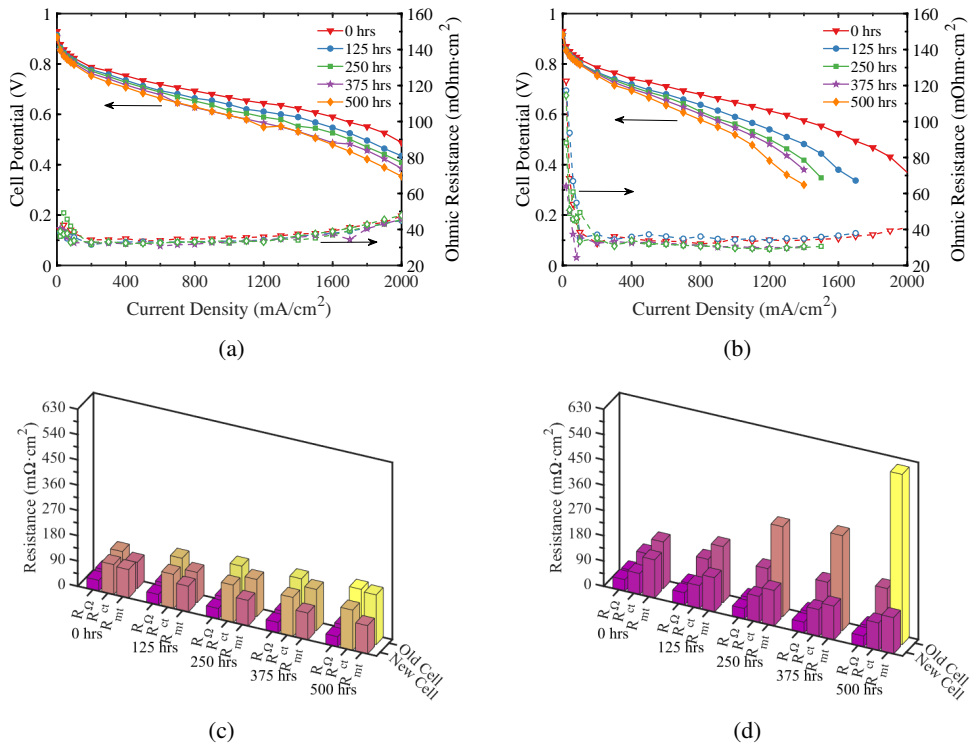 1
0.8
0.6
0.4
0.2
0
Cell Potential (V)
0 400 800 1200 1600 2000
Current Density (mA/cm²)
160
140
120
100
80
60
40
20
Ohmic Resistance (mOhm·cm²)
0 hrs
125 hrs
250 hrs
375 hrs
500 hrs
(a)
1
0.8
0.6
0.4
0.2
0
Cell Potential (V)
0 400 800 1200 1600 2000
Current Density (mA/cm²)
160
140
120
100
80
60
40
20
Ohmic Resistance (mOhm·cm²)
0 hrs
125 hrs
250 hrs
375 hrs
500 hrs
(b)
630
540
450
360
270
180
90
0
Resistance (mΩ·cm²)
RΩ Rct Rmt
0 hrs
RΩ Rct Rmt
125 hrs
RΩ Rct Rmt
250 hrs
RΩ Rct Rmt
375 hrs
RΩ Rct Rmt
500 hrs
Old Cell
New Cell
(c)
630
540
450
360
270
180
90
0
Resistance (mΩ·cm²)
RΩ Rct Rmt
0 hrs
RΩ Rct Rmt
125 hrs
RΩ Rct Rmt
250 hrs
RΩ Rct Rmt
375 hrs
RΩ Rct Rmt
500 hrs
Old Cell
New Cell
(d)